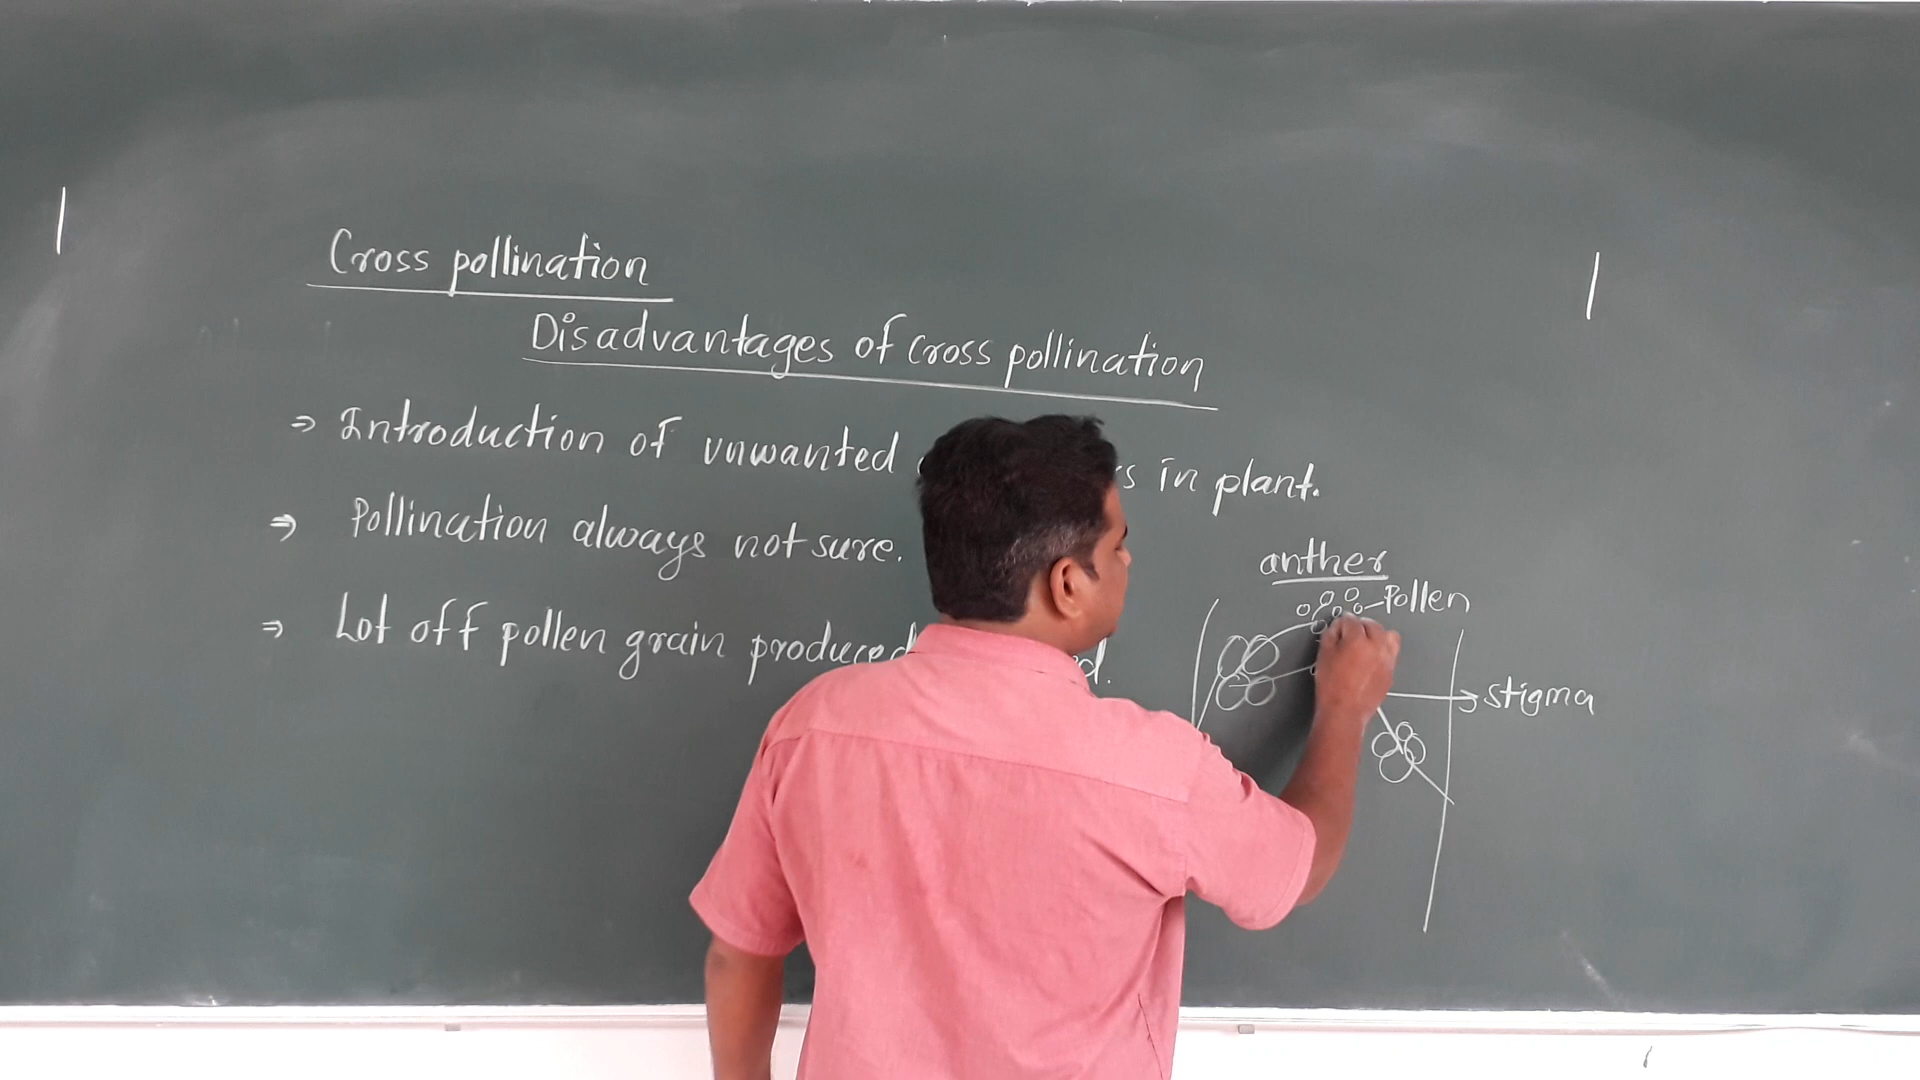 Cross pollination
Disadvantages of cross pollination
⇒ Introduction of unwanted in plant.
⇒ Pollination always not sure.
⇒ Lot off pollen grain produced
anther
Pollen
stigma